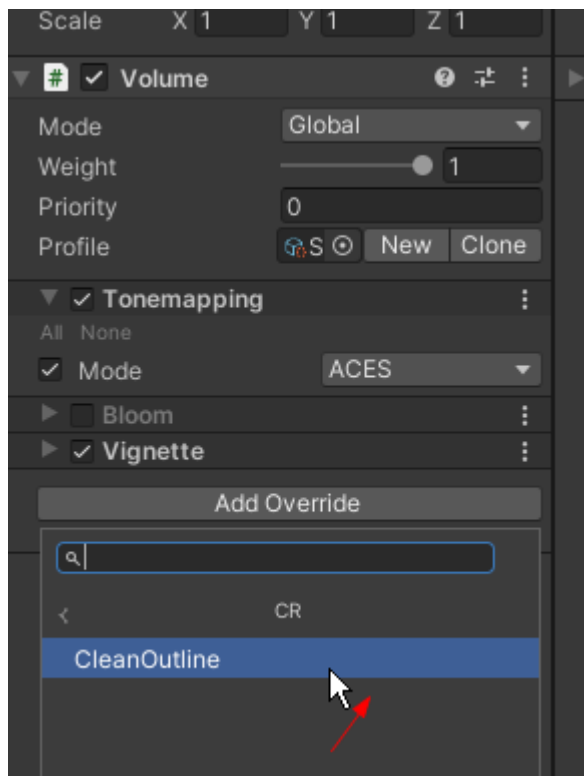 Scale X 1 Y 1 Z 1
# Volume
Mode Global
Weight 1
Priority 0
Profile S New Clone
Tonemapping
All None
Mode ACES
Bloom
Vignette
Add Override
CR
CleanOutline